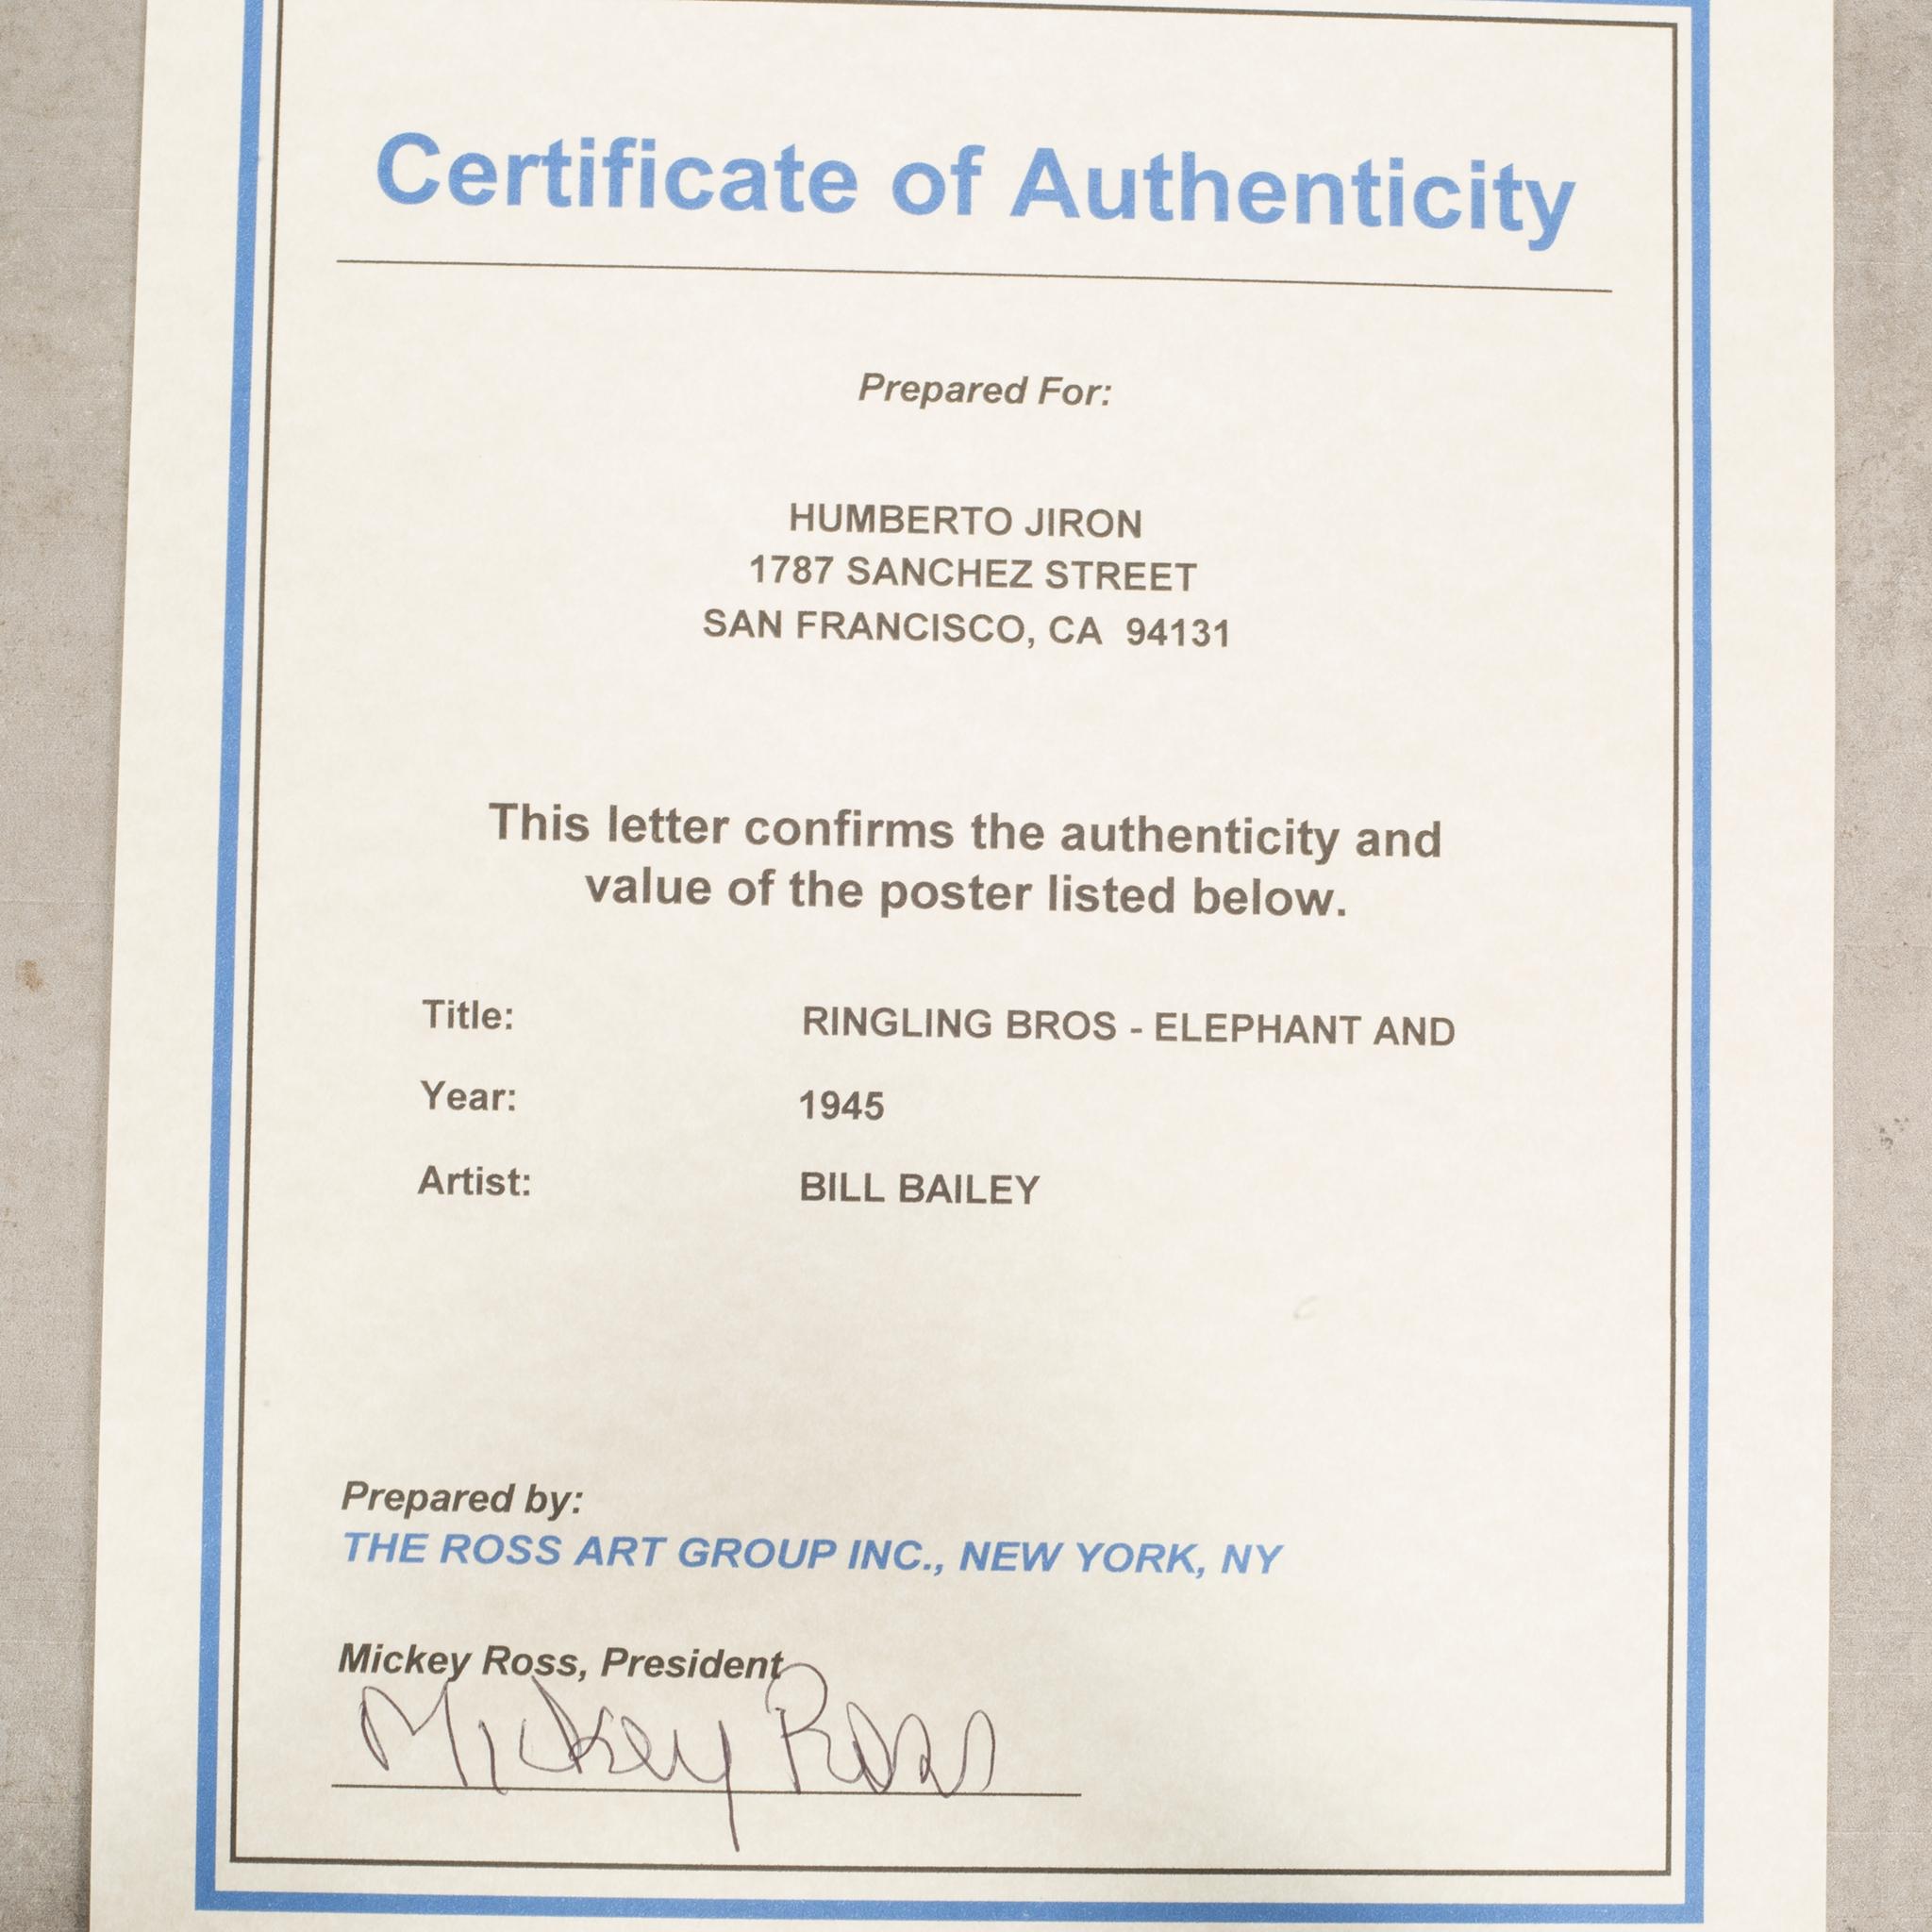 Certificate of Authenticity
Prepared For:
HUMBERTO JIRON
1787 SANCHEZ STREET
SAN FRANCISCO, CA 94131
This letter confirms the authenticity and
value of the poster listed below.
Title: RINGLING BROS - ELEPHANT AND
Year: 1945
Artist: BILL BAILEY
Prepared by:
THE ROSS ART GROUP INC., NEW YORK, NY
Mickey Ross, President
Mickey Ross